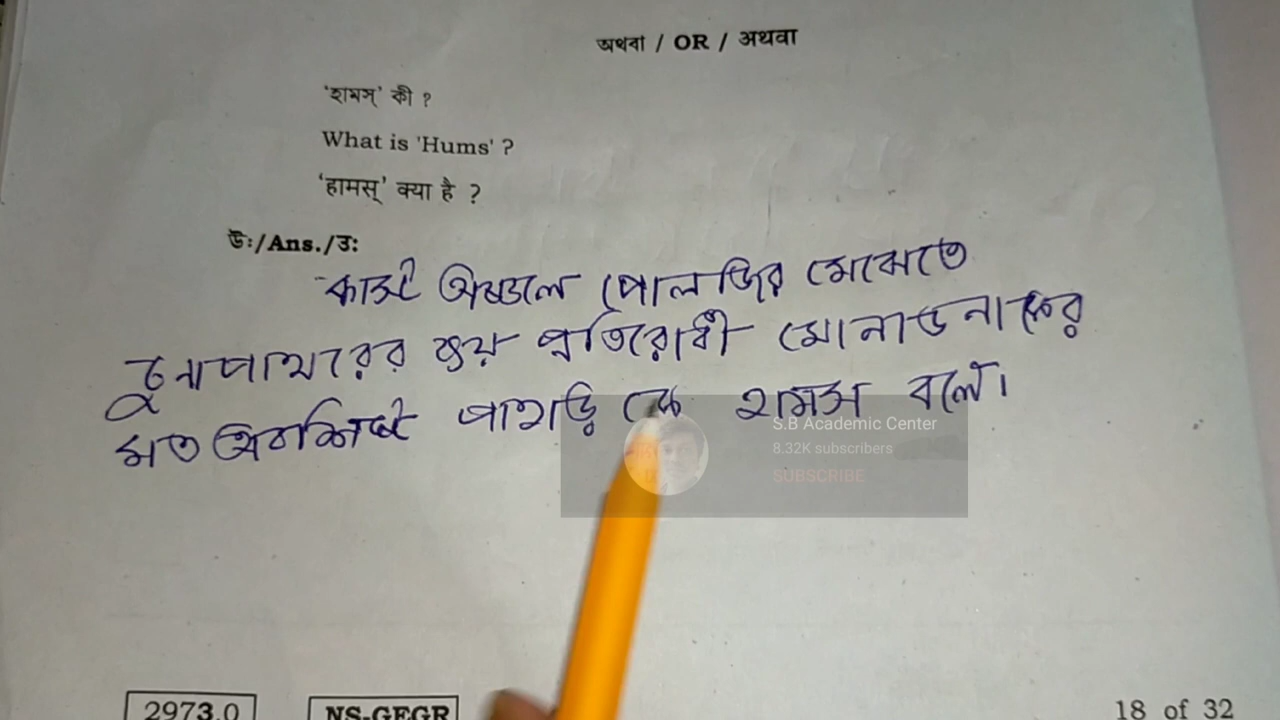 অথবা / OR / अथवा
'হামস্' কী ?
What is 'Hums' ?
'हामस्' क्या है ?
উঃ/Ans./उ:
কার্স্ট অঞ্চলে পোলজির মেঝেতে
চুনাপাথরের ক্ষয় প্রতিরোধী মোনাডনাকের
মত অবশিষ্ট পাহাড়ি কে হামস বলে।
S.B Academic Center
8.32K subscribers
SUBSCRIBE
2973.0 NS-GEGR 18 of 32